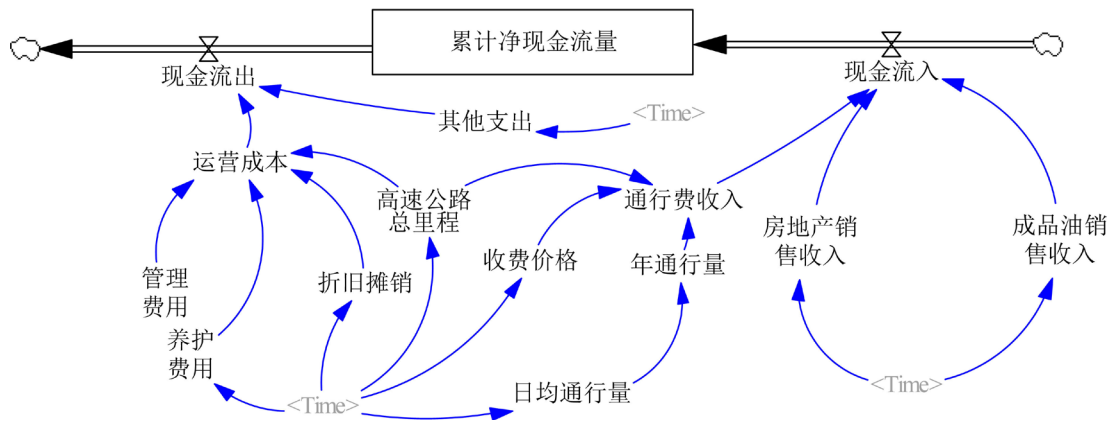 累计净现金流量
现金流出
现金流入
其他支出
<Time>
运营成本
高速公路
总里程
通行费收入
房地产销
售收入
成品油销
售收入
管理
费用
折旧摊销
收费价格
年通行量
养护
费用
<Time>
日均通行量
<Time>